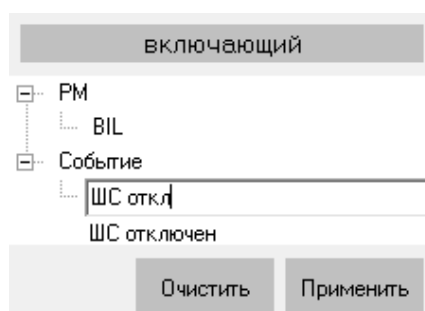 включающий
РМ
BIL
Событие
ШС откл
ШС отключен
Очистить Применить